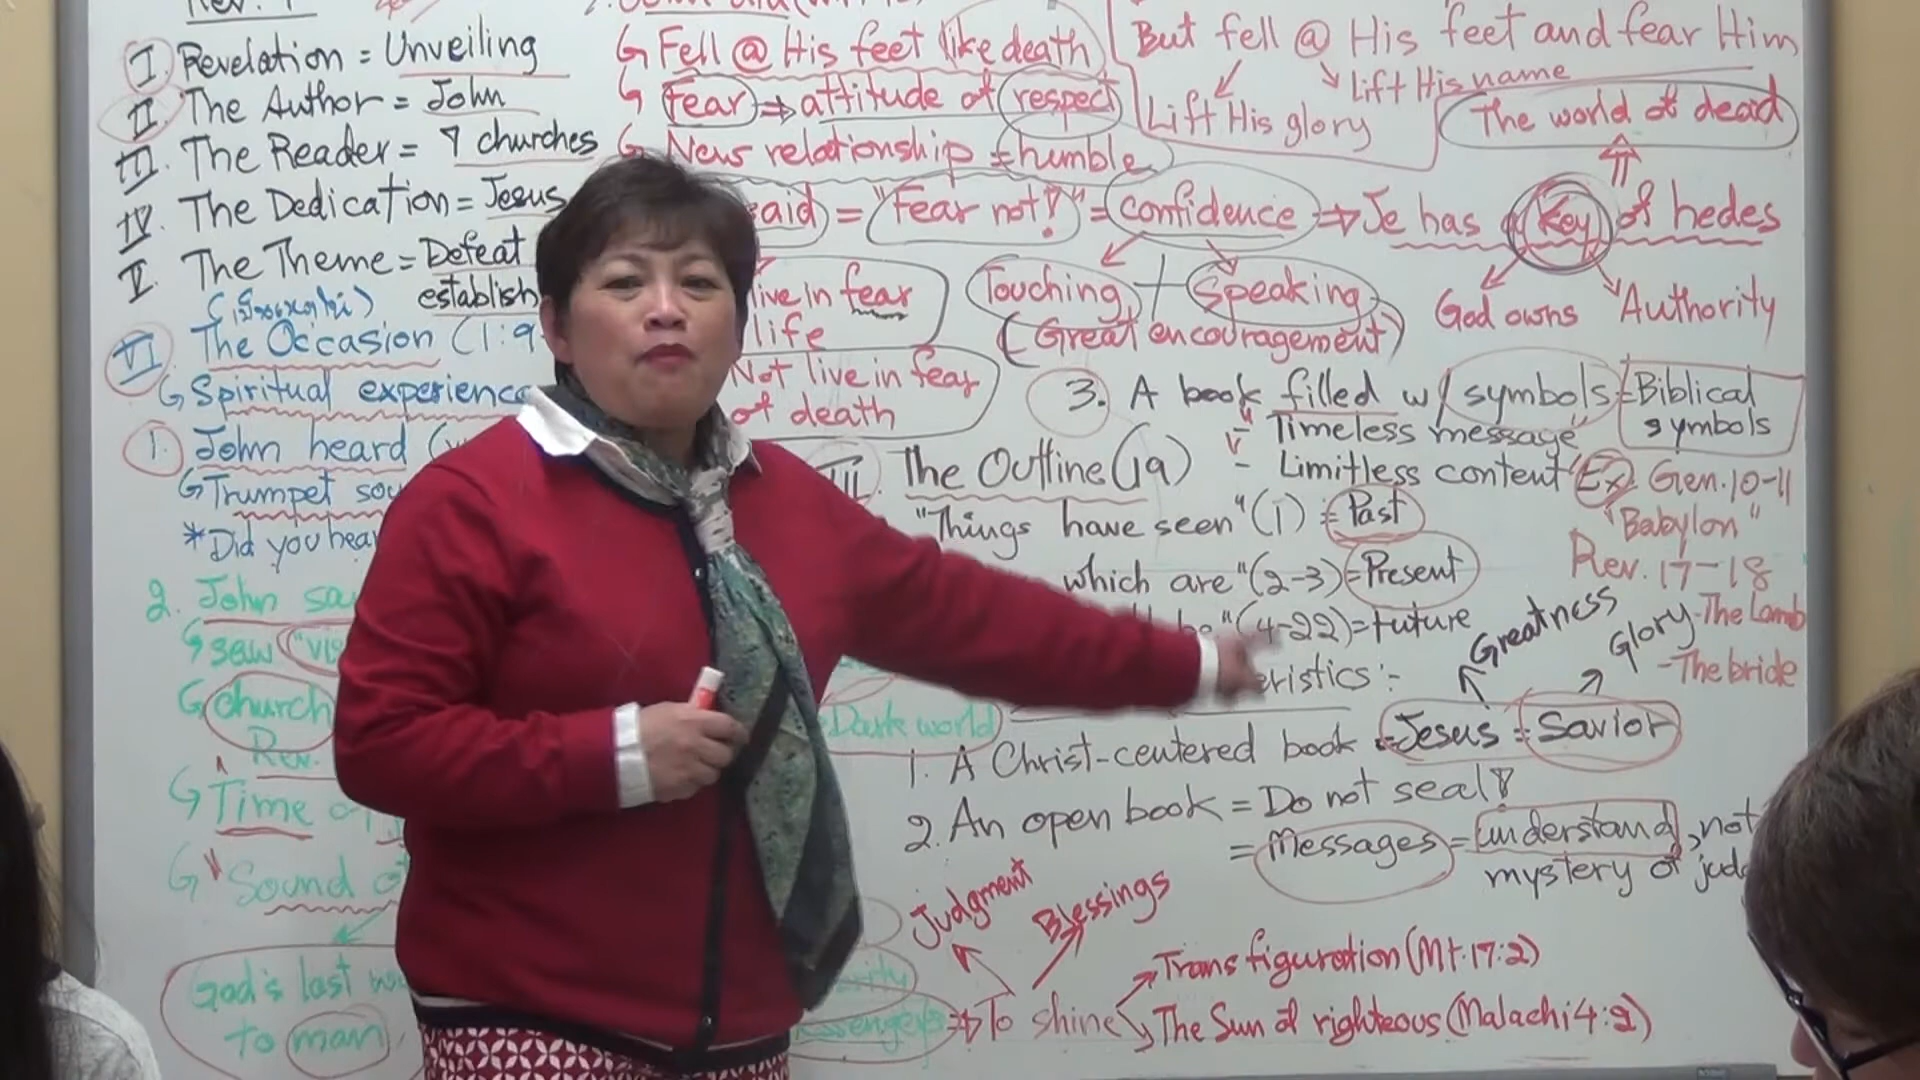 Rev. 1
I. Revelation = Unveiling
II. The Author = John
III. The Reader = 7 churches
IV. The Dedication = Jesus
V. The Theme = Defeat
establish
VI. The Occasion (1:9-
↳ Spiritual experience
1. John heard
↳ Trumpet sou
*Did you hear
2. John saw
↳ saw "vis
↳ church
Rev.
↳ Time of
↳ "Sound of
God's last wo
to man
↳ Fell @ His feet like death
↳ Fear ⇒ attitude of respect
↳ New relationship = humble
said = "Fear not!" = confidence ⇒ Je has a Key of hedes
live in fear
life
Not live in fear
of death
Touching + Speaking
(Great encouragement)
But fell @ His feet and fear Him
Lift His name
Lift His glory
The world of dead
God owns
Authority
3. A book filled w/ symbols = Biblical
symbols
- "Timeless message"
- Limitless content
Ex Gen. 10-11
"Babylon"
Rev. 17-18
- The Lamb
- The bride
The Outline (19)
"Things have seen" (1) = Past
which are" (2-3) = Present
be" (4-22) = Future
eristics :-
Greatness
Glory
1. A Christ-centered book = Jesus = Savior
2. An open book = Do not seal!
= Messages = understand, not
mystery of jud
Dark world
Judgment
Blessings
essengers ⇒ To shine
Transfiguration (Mt. 17:2)
The Sun of righteous (Malachi 4:2)